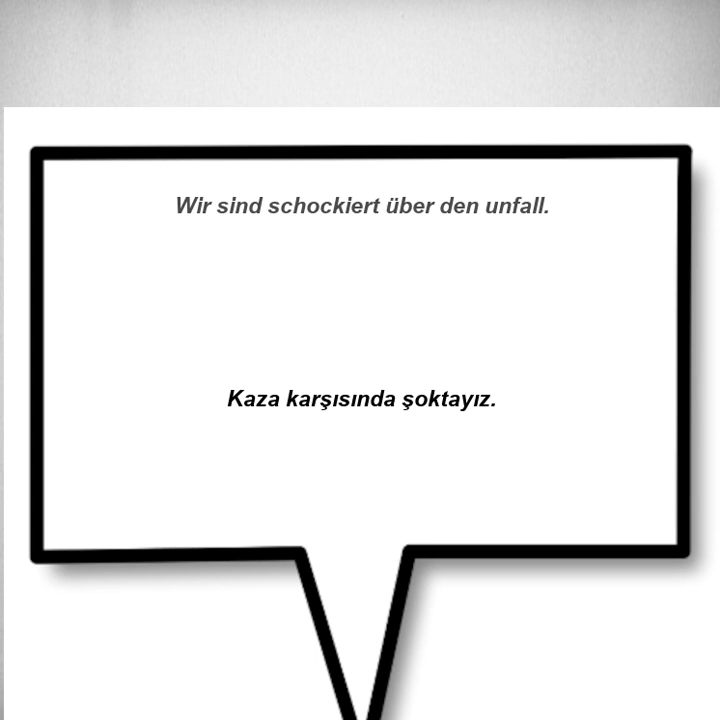 Wir sind schockiert über den unfall.
Kaza karşısında şoktayız.